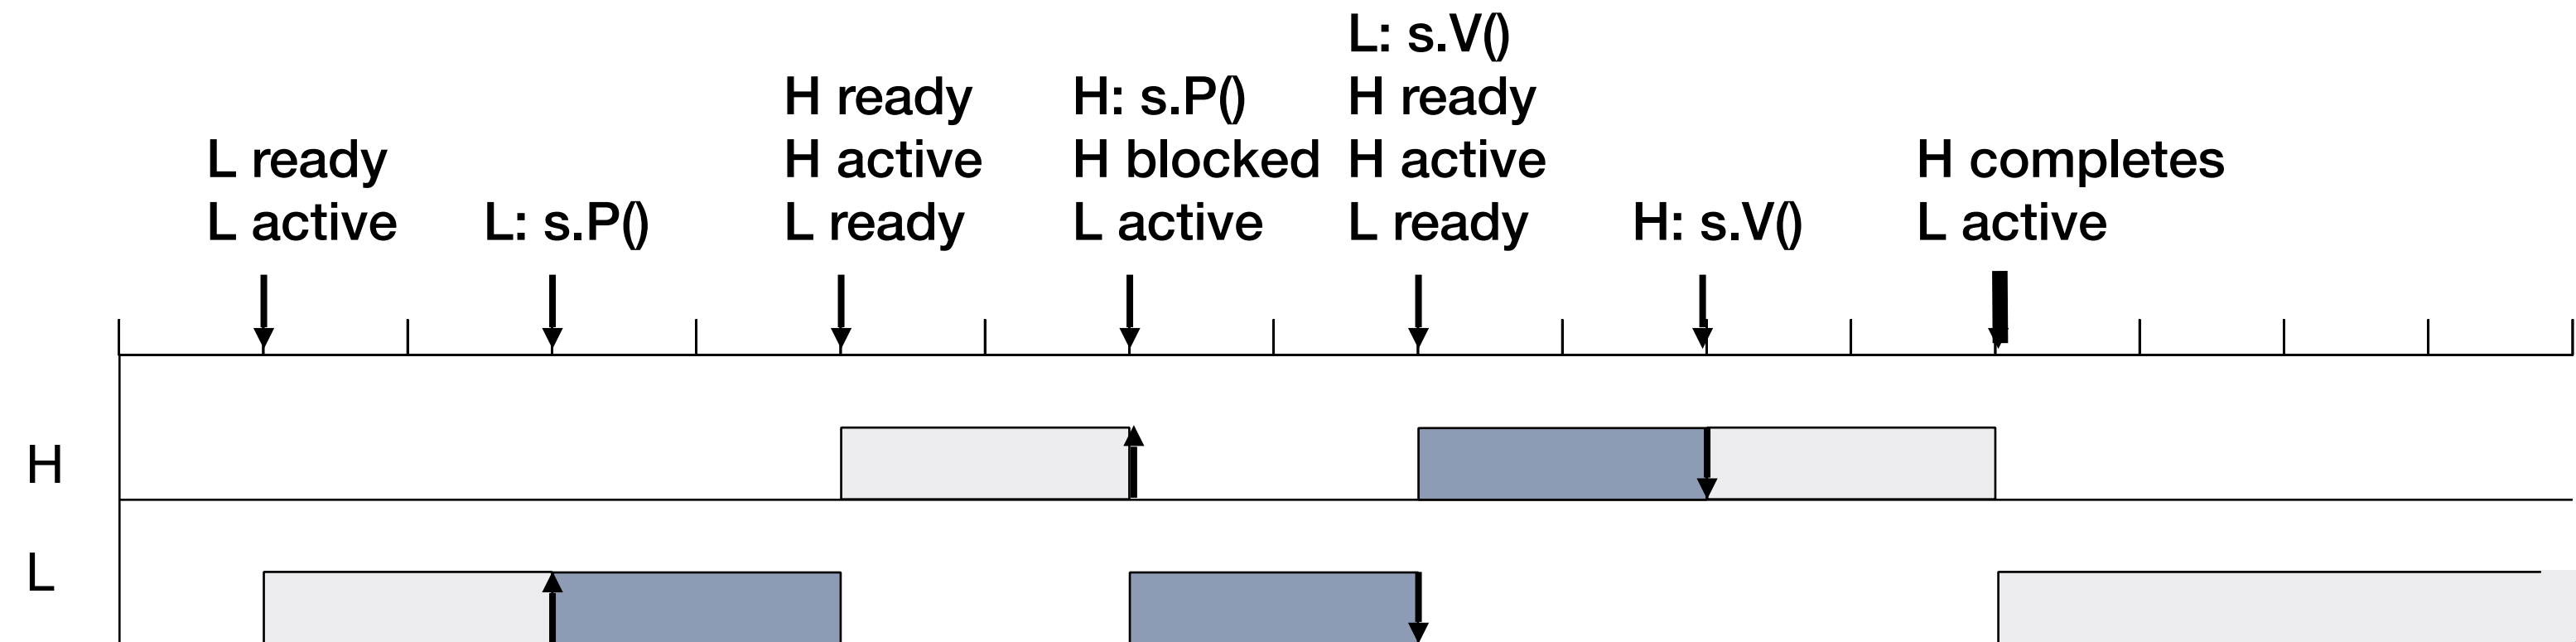 L ready
L active
L: s.P()
H ready
H active
L ready
H: s.P()
H blocked
L active
L: s.V()
H ready
H active
L ready
H: s.V()
H completes
L active
H
L